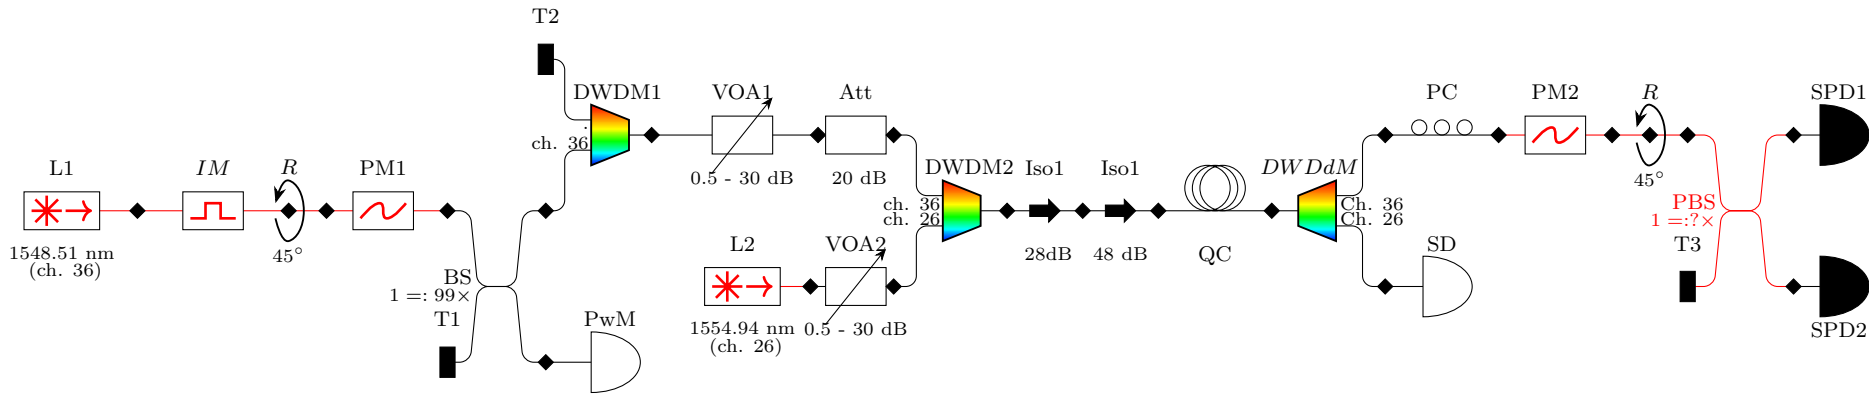 T2
DWDM1
ch. 36
VOA1
0.5 - 30 dB
Att
20 dB
L1
1548.51 nm
(ch. 36)
IM
R
45°
PM1
BS
1 =: 99×
T1
PwM
DWDM2
ch. 36
ch. 26
L2
1554.94 nm
(ch. 26)
VOA2
0.5 - 30 dB
Iso1
28dB
Iso1
48 dB
QC
DWDdM
Ch. 36
Ch. 26
SD
PC
PM2
R
45°
PBS
1 =:?×
T3
SPD1
SPD2